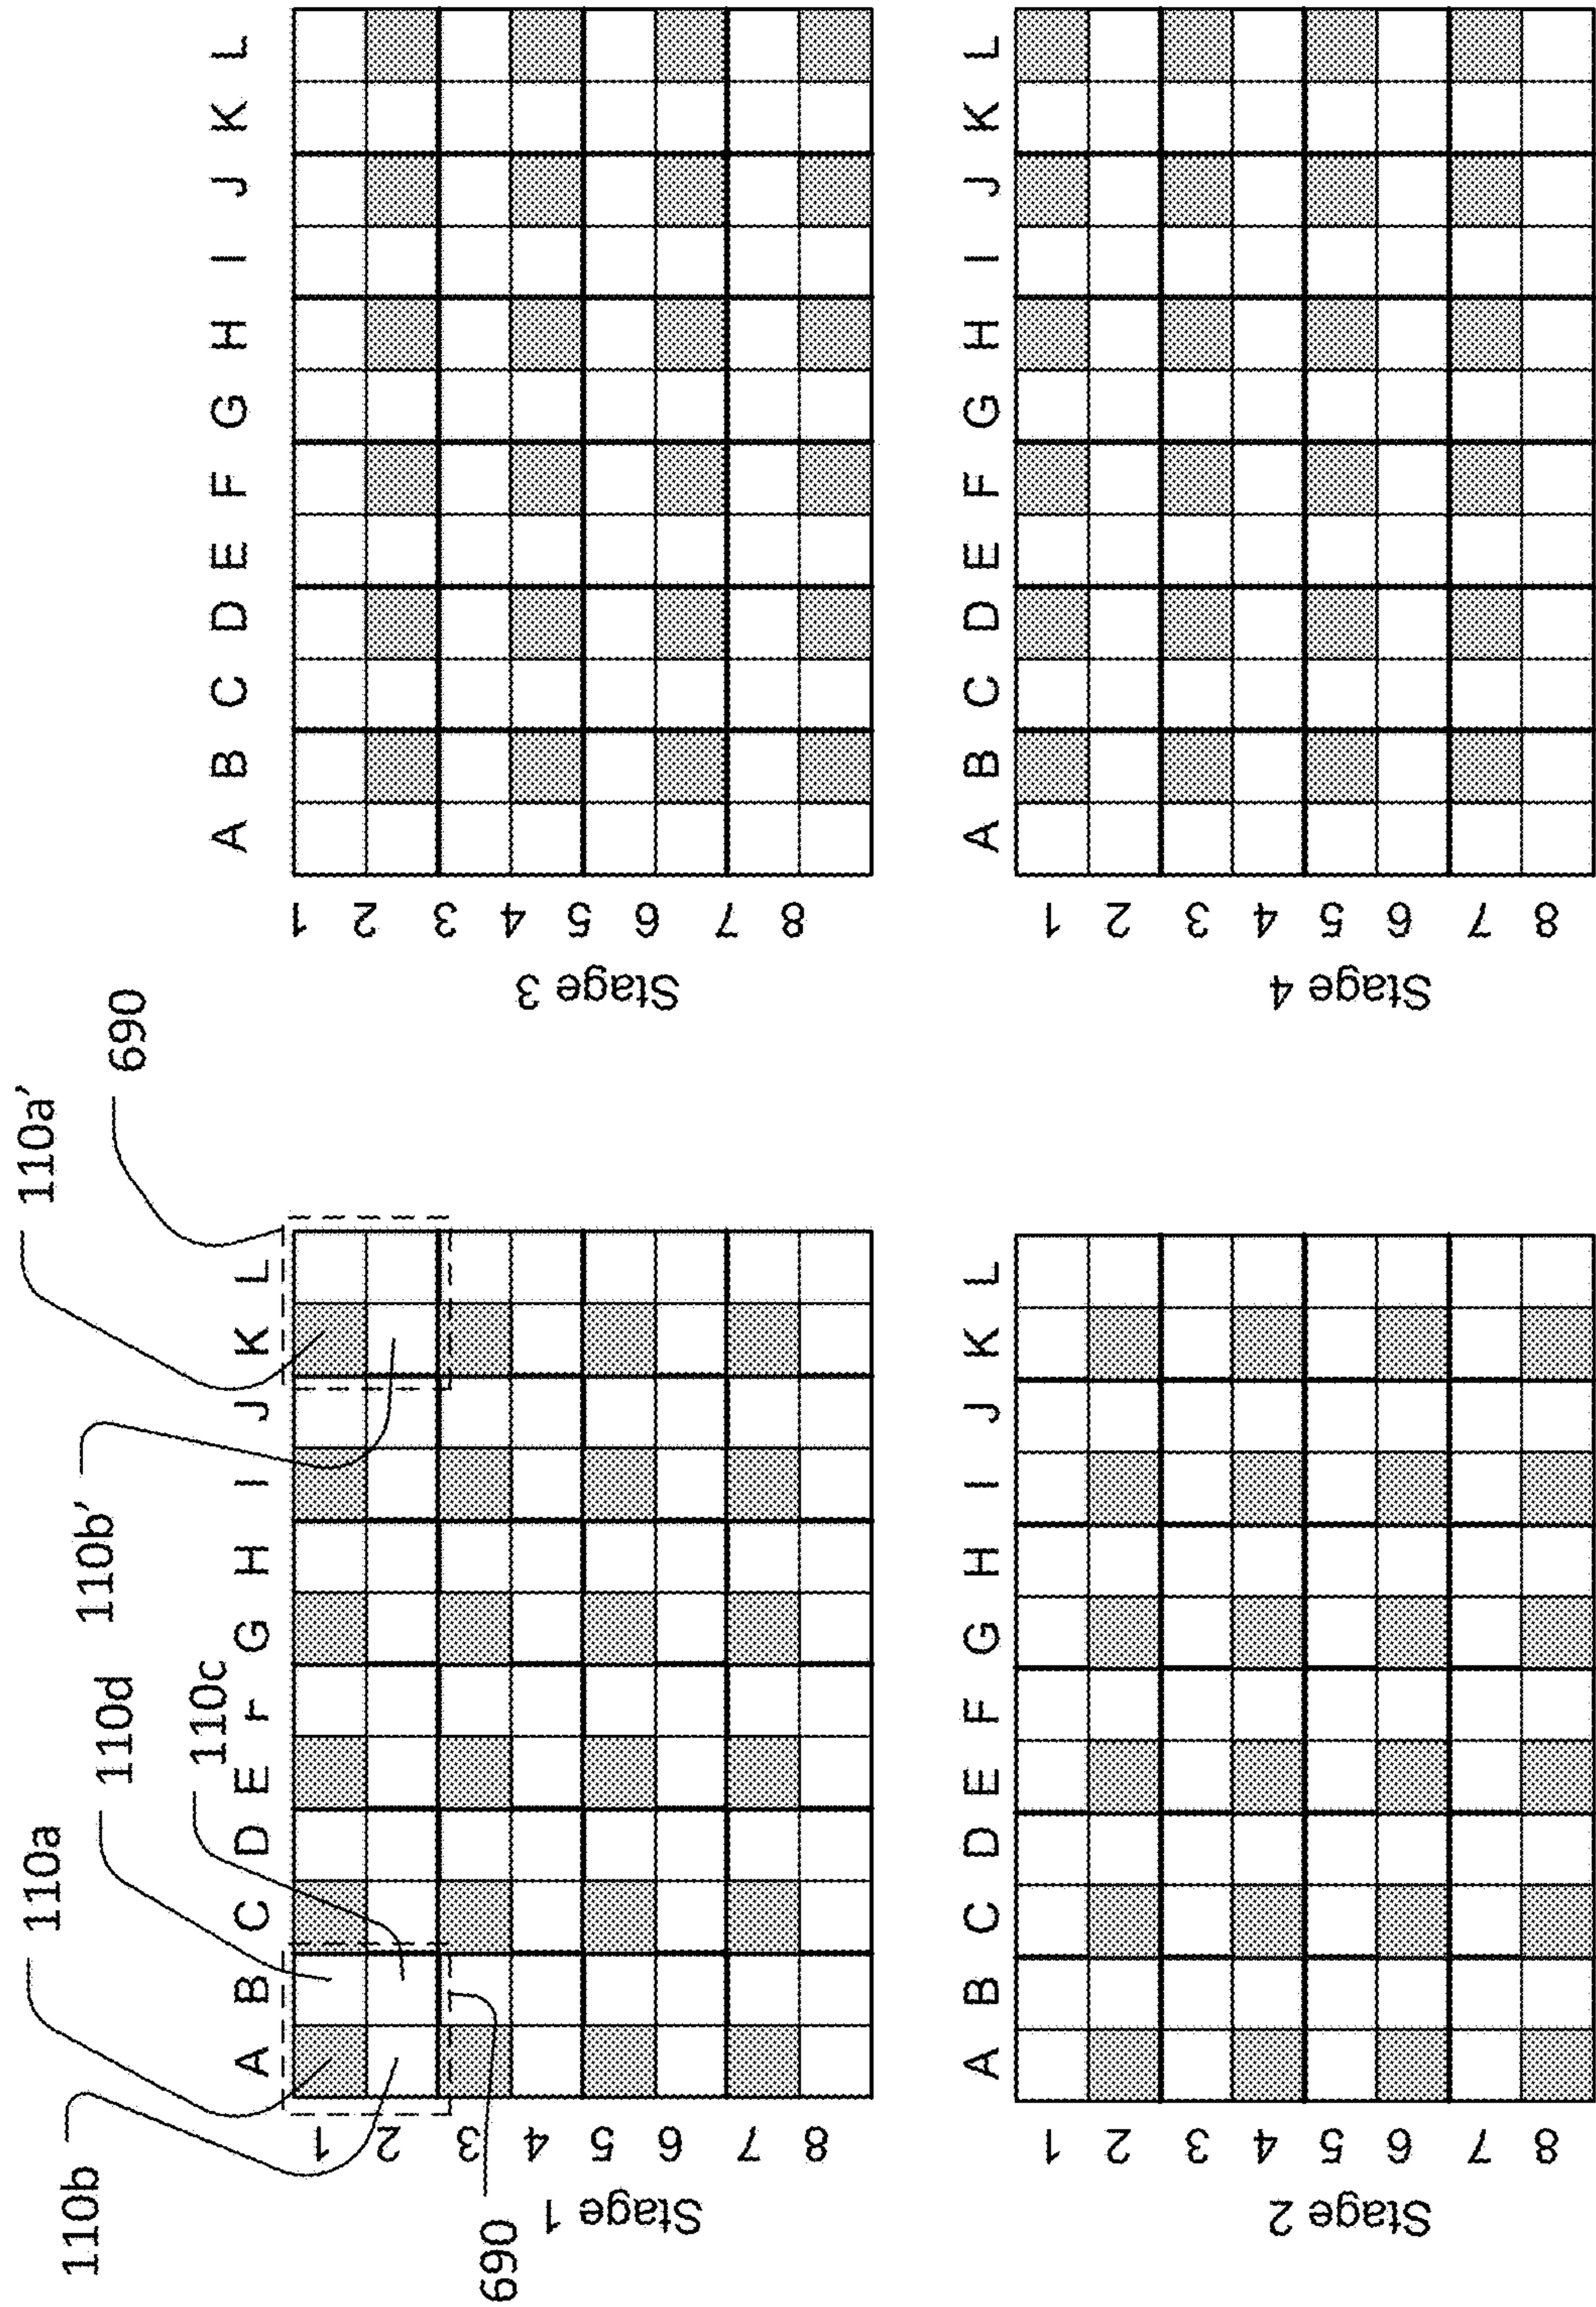 110a
110b
110d
110c
110a′
110b′
690
690
A B C D E F G H I J K L
1
2
3
4
5
6
7
8
Stage 1
A B C D E F G H I J K L
1
2
3
4
5
6
7
8
Stage 2
A B C D E F G H I J K L
1
2
3
4
5
6
7
8
Stage 3
A B C D E F G H I J K L
1
2
3
4
5
6
7
8
Stage 4